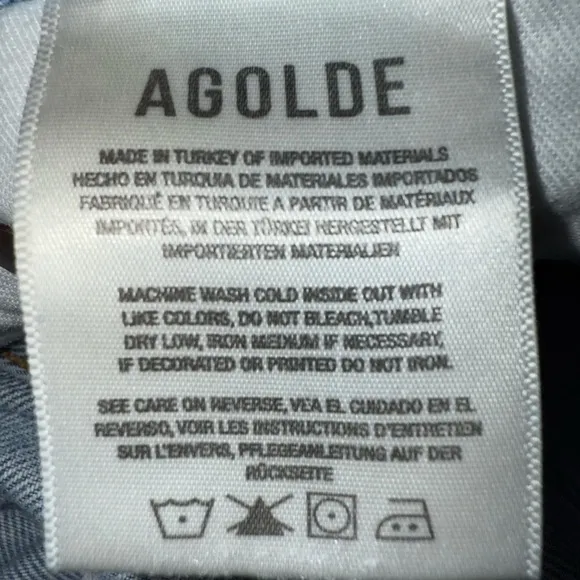 AGOLDE
MADE IN TURKEY OF IMPORTED MATERIALS
HECHO EN TURQUIA DE MATERIALES IMPORTADOS
FABRIQUÉ EN TURQUIE A PARTIR DE MATÉRIAUX
IMPORTÉS, IN DER TÜRKEI HERGESTELLT MIT
IMPORTIERTEN MATERIALIEN
MACHINE WASH COLD INSIDE OUT WITH
LIKE COLORS, DO NOT BLEACH,TUMBLE
DRY LOW, IRON MEDIUM IF NECESSARY,
IF DECORATED OR PRINTED DO NOT IRON.
SEE CARE ON REVERSE, VEA EL CUIDADO EN EL
REVERSO, VOIR LES INSTRUCTIONS D'ENTRETIEN
SUR L'ENVERS, PFLEGEANLEITUNG AUF DER
RÜCKSEITE